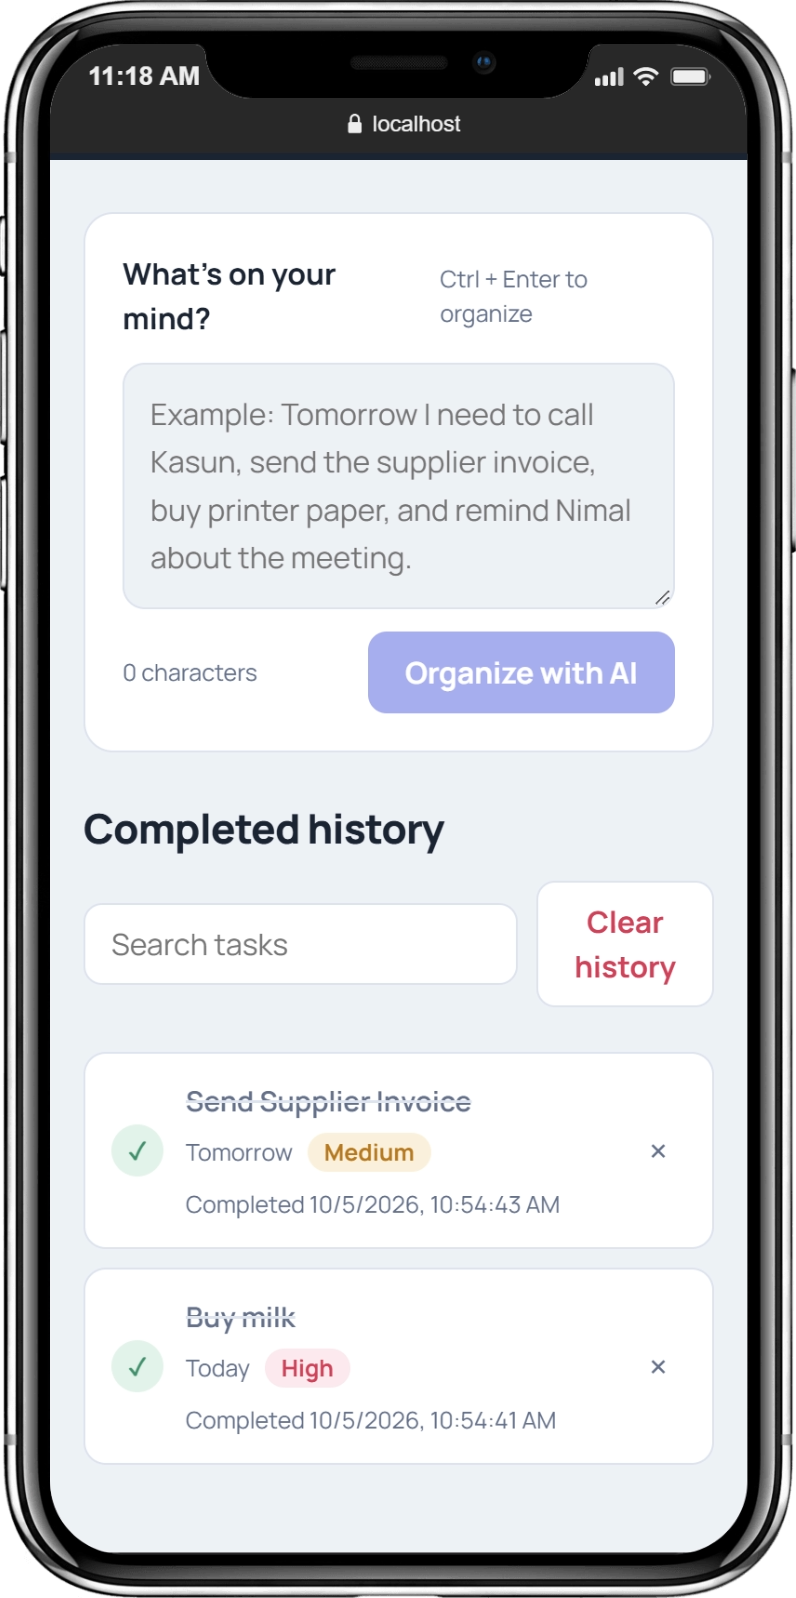 11:18 AM
localhost
What's on your
mind?
Ctrl + Enter to
organize
Example: Tomorrow I need to call
Kasun, send the supplier invoice,
buy printer paper, and remind Nimal
about the meeting.
0 characters
Organize with AI
Completed history
Search tasks
Clear
history
Send Supplier Invoice
Tomorrow Medium
Completed 10/5/2026, 10:54:43 AM
Buy milk
Today High
Completed 10/5/2026, 10:54:41 AM